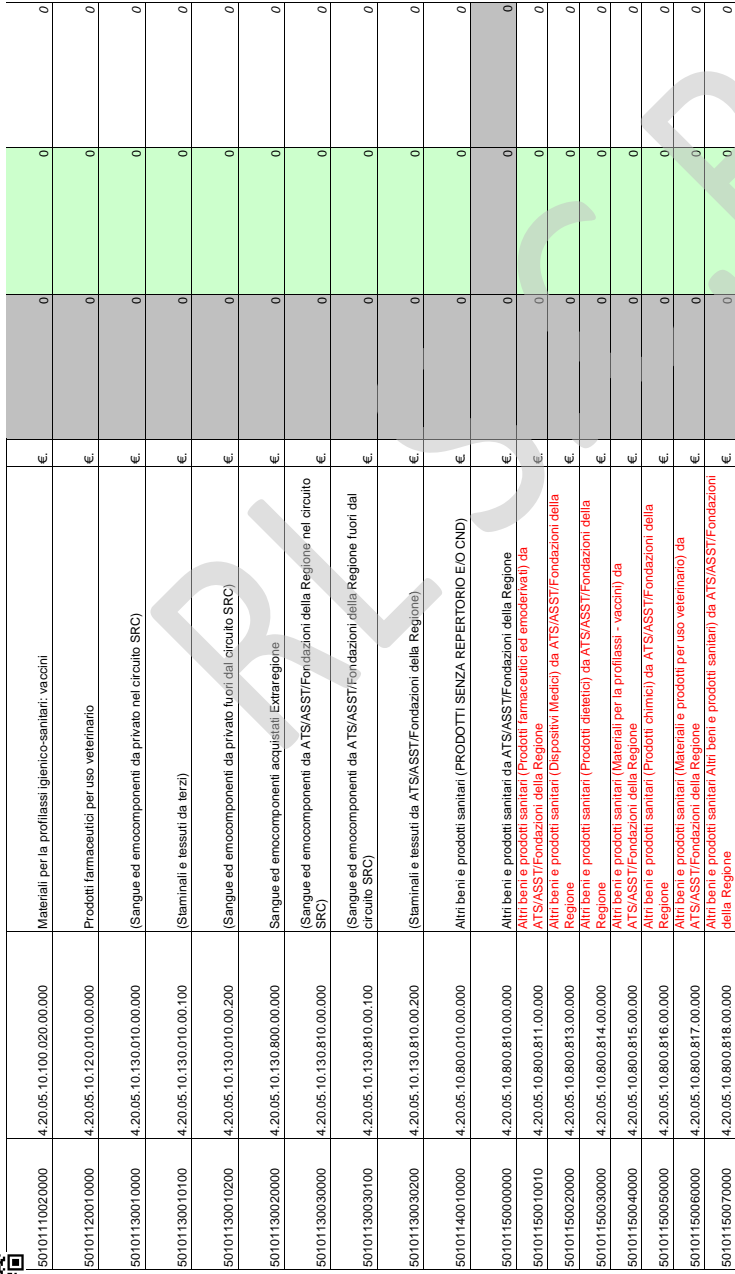 50101110020000 4.20.05.10.100.020.00.000 Materiali per la profilassi igienico-sanitari: vaccini €. 0 0 0
50101120010000 4.20.05.10.120.010.00.000 Prodotti farmaceutici per uso veterinario €. 0 0 0
50101130010000 4.20.05.10.130.010.00.000 (Sangue ed emocomponenti da privato nel circuito SRC) €. 0 0 0
50101130010100 4.20.05.10.130.010.00.100 (Staminali e tessuti da terzi) €. 0 0 0
50101130010200 4.20.05.10.130.010.00.200 (Sangue ed emocomponenti da privato fuori dal circuito SRC) €. 0 0 0
50101130020000 4.20.05.10.130.800.00.000 Sangue ed emocomponenti acquistati Extraregione €. 0 0 0
50101130030000 4.20.05.10.130.810.00.000 (Sangue ed emocomponenti da ATS/ASST/Fondazioni della Regione nel circuito
SRC) €. 0 0 0
50101130030100 4.20.05.10.130.810.00.100 (Sangue ed emocomponenti da ATS/ASST/Fondazioni della Regione fuori dal
circuito SRC) €. 0 0 0
50101130030200 4.20.05.10.130.810.00.200 (Staminali e tessuti da ATS/ASST/Fondazioni della Regione) €. 0 0 0
50101140010000 4.20.05.10.800.010.00.000 Altri beni e prodotti sanitari (PRODOTTI SENZA REPERTORIO E/O CND) €. 0 0 0
50101150000000 4.20.05.10.800.810.00.000 Altri beni e prodotti sanitari da ATS/ASST/Fondazioni della Regione €. 0 0 0
50101150010010 4.20.05.10.800.811.00.000 Altri beni e prodotti sanitari (Prodotti farmaceutici ed emoderivati) da
ATS/ASST/Fondazioni della Regione €. 0 0 0
50101150020000 4.20.05.10.800.813.00.000 Altri beni e prodotti sanitari (Dispositivi Medici) da ATS/ASST/Fondazioni della
Regione €. 0 0 0
50101150030000 4.20.05.10.800.814.00.000 Altri beni e prodotti sanitari (Prodotti dietetici) da ATS/ASST/Fondazioni della
Regione €. 0 0 0
50101150040000 4.20.05.10.800.815.00.000 Altri beni e prodotti sanitari (Materiali per la profilassi - vaccini) da
ATS/ASST/Fondazioni della Regione €. 0 0 0
50101150050000 4.20.05.10.800.816.00.000 Altri beni e prodotti sanitari (Prodotti chimici) da ATS/ASST/Fondazioni della
Regione €. 0 0 0
50101150060000 4.20.05.10.800.817.00.000 Altri beni e prodotti sanitari (Materiali e prodotti per uso veterinario) da
ATS/ASST/Fondazioni della Regione €. 0 0 0
50101150070000 4.20.05.10.800.818.00.000 Altri beni e prodotti sanitari Altri beni e prodotti sanitari) da ATS/ASST/Fondazioni
della Regione €. 0 0 0